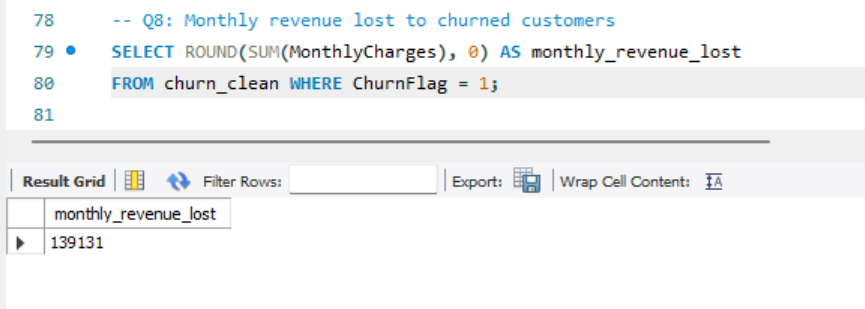 78 -- Q8: Monthly revenue lost to churned customers
79 SELECT ROUND(SUM(MonthlyCharges), 0) AS monthly_revenue_lost
80 FROM churn_clean WHERE ChurnFlag = 1;
81
Result Grid Filter Rows: Export: Wrap Cell Content: IA
monthly_revenue_lost
139131